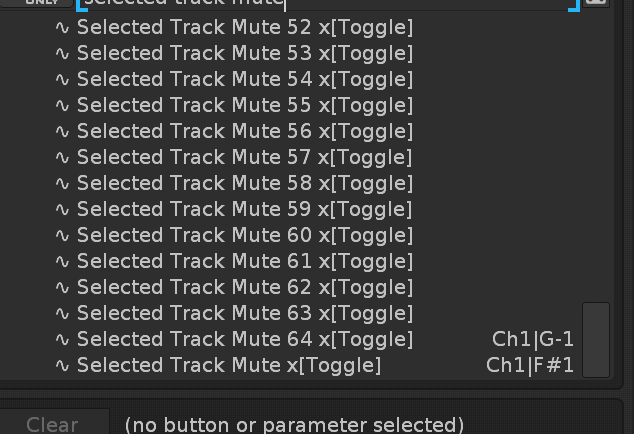 ONLY selected track mute
∿ Selected Track Mute 52 x[Toggle]
∿ Selected Track Mute 53 x[Toggle]
∿ Selected Track Mute 54 x[Toggle]
∿ Selected Track Mute 55 x[Toggle]
∿ Selected Track Mute 56 x[Toggle]
∿ Selected Track Mute 57 x[Toggle]
∿ Selected Track Mute 58 x[Toggle]
∿ Selected Track Mute 59 x[Toggle]
∿ Selected Track Mute 60 x[Toggle]
∿ Selected Track Mute 61 x[Toggle]
∿ Selected Track Mute 62 x[Toggle]
∿ Selected Track Mute 63 x[Toggle]
∿ Selected Track Mute 64 x[Toggle] Ch1|G-1
∿ Selected Track Mute x[Toggle] Ch1|F#1
Clear (no button or parameter selected)